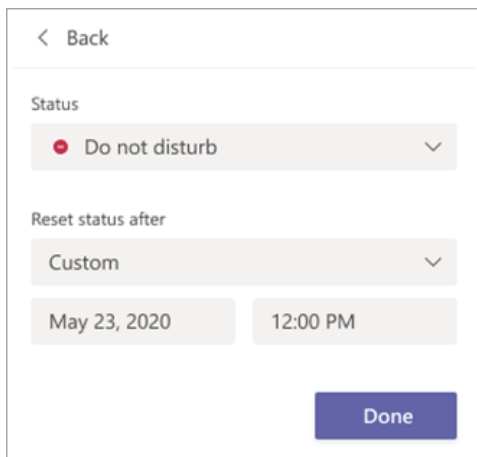 Back
Status
Do not disturb
Reset status after
Custom
May 23, 2020 12:00 PM
Done